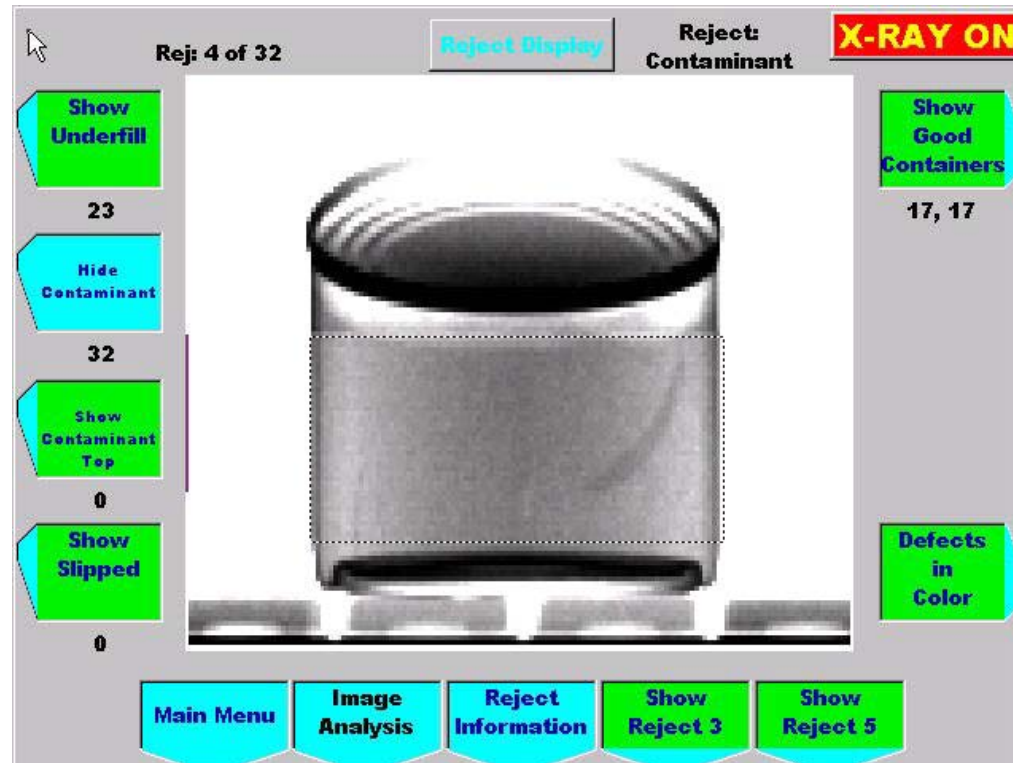 Rej: 4 of 32
Reject Display
Reject:
Contaminant
X-RAY ON
Show
Underfill
23
Hide
Contaminant
32
Show
Contaminant
Top
0
Show
Slipped
0
Show
Good
Containers
17, 17
Defects
in
Color
Main Menu
Image
Analysis
Reject
Information
Show
Reject 3
Show
Reject 5